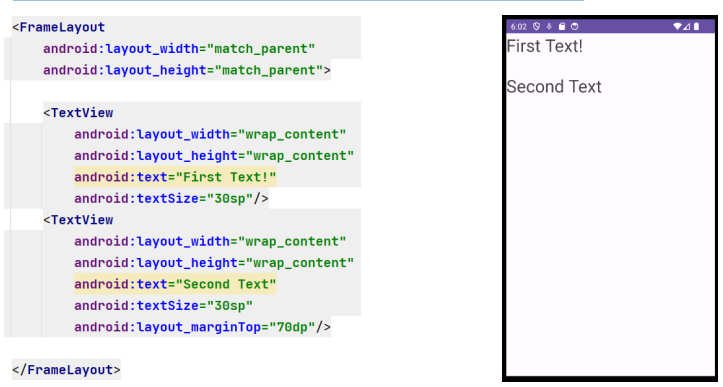 <FrameLayout
android:layout_width="match_parent"
android:layout_height="match_parent">
<TextView
android:layout_width="wrap_content"
android:layout_height="wrap_content"
android:text="First Text!"
android:textSize="30sp"/>
<TextView
android:layout_width="wrap_content"
android:layout_height="wrap_content"
android:text="Second Text"
android:textSize="30sp"
android:layout_marginTop="70dp"/>
</FrameLayout>
6:02
First Text!
Second Text